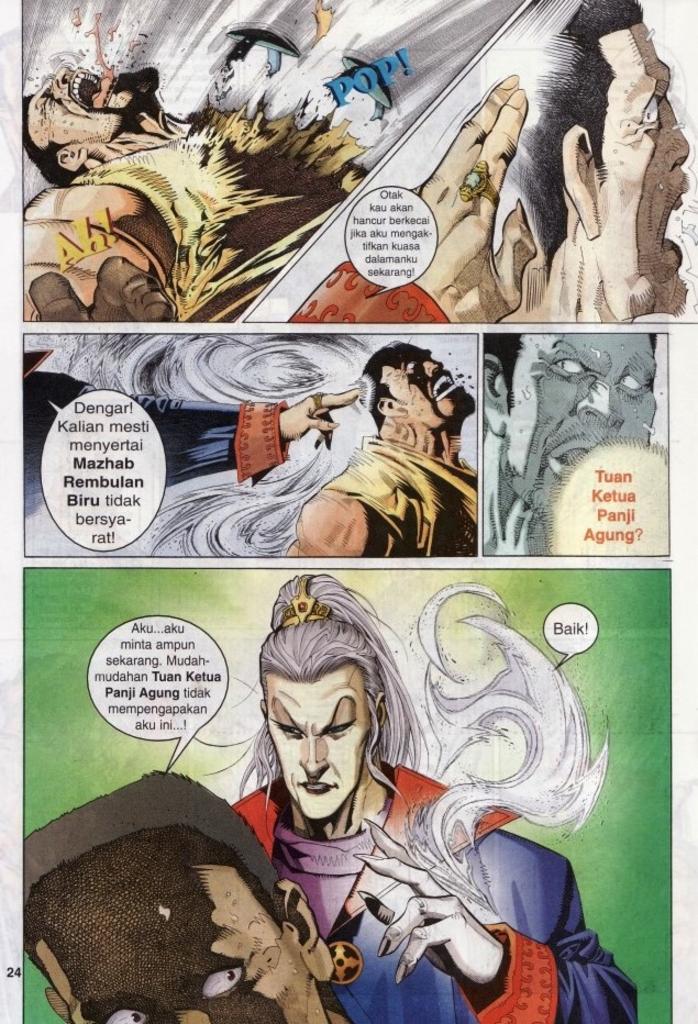 POP!
AH!
Otak
kau akan
hancur berkecai
jika aku mengak-
tifkan kuasa
dalamanku
sekarang!
Dengar!
Kalian mesti
menyertai
Mazhab
Rembulan
Biru tidak
bersya-
rat!
Tuan
Ketua
Panji
Agung?
Aku...aku
minta ampun
sekarang. Mudah-
mudahan Tuan Ketua
Panji Agung tidak
mempengapakan
aku ini...!
Baik!
24